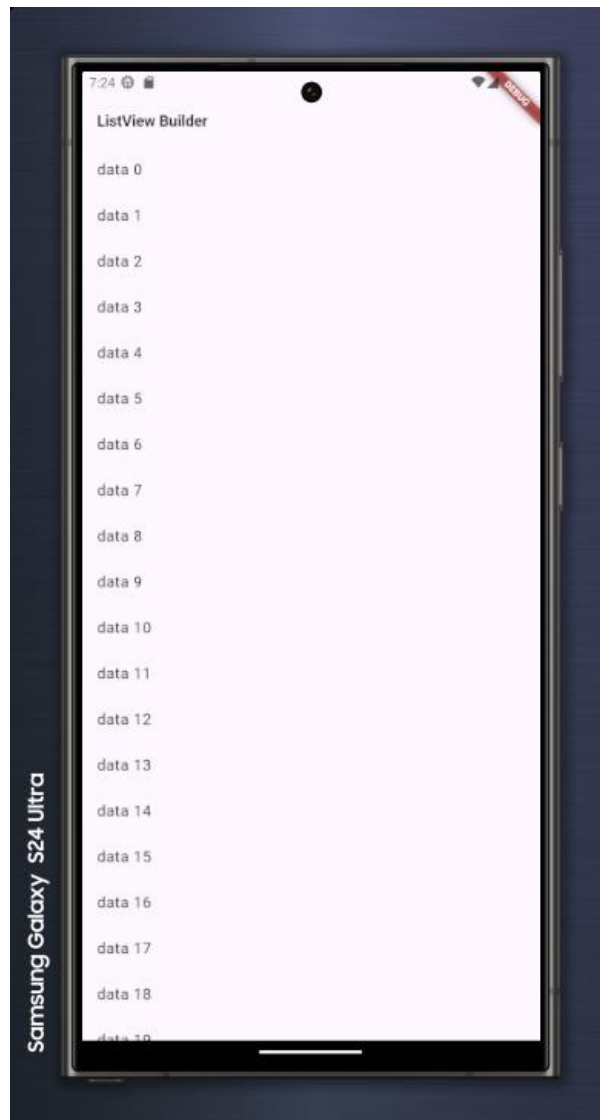 7:24
DEBUG
ListView Builder
data 0
data 1
data 2
data 3
data 4
data 5
data 6
data 7
data 8
data 9
data 10
data 11
data 12
data 13
data 14
data 15
data 16
data 17
data 18
data 19
Samsung Galaxy S24 Ultra